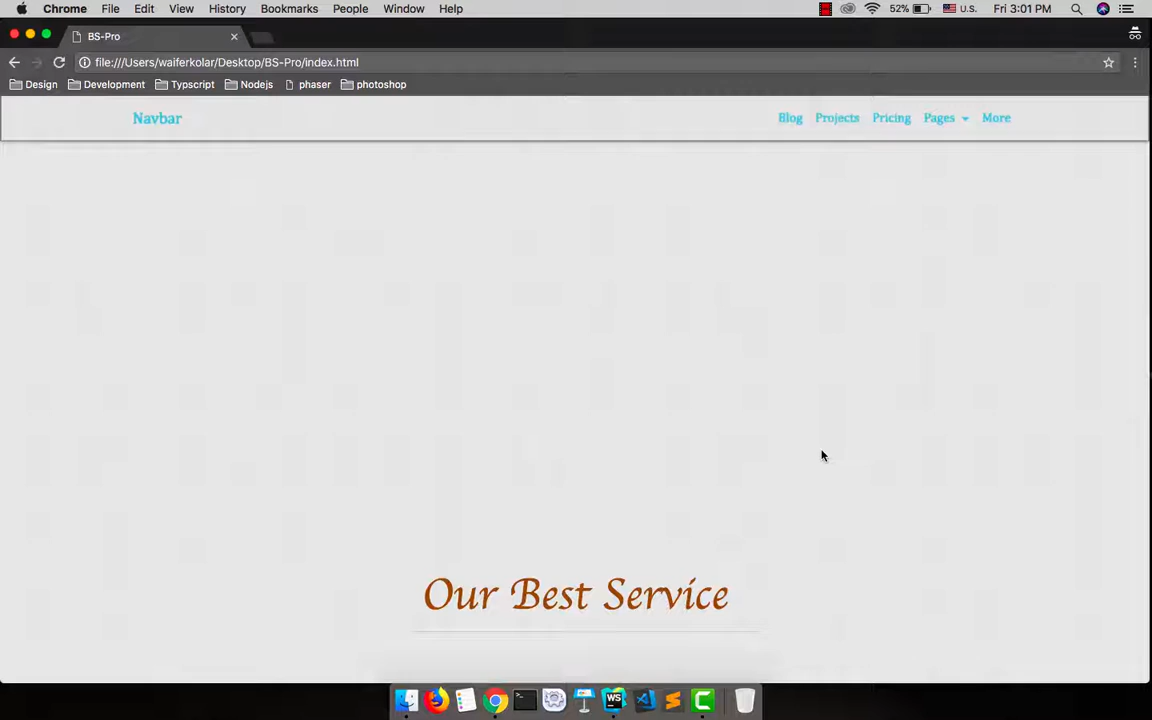 Chrome File Edit View History Bookmarks People Window Help 52% U.S. Fri 3:01 PM
BS-Pro
file:///Users/waiferkolar/Desktop/BS-Pro/index.html
Design Development Typscript Nodejs phaser photoshop
Navbar Blog Projects Pricing Pages More
Our Best Service
WS